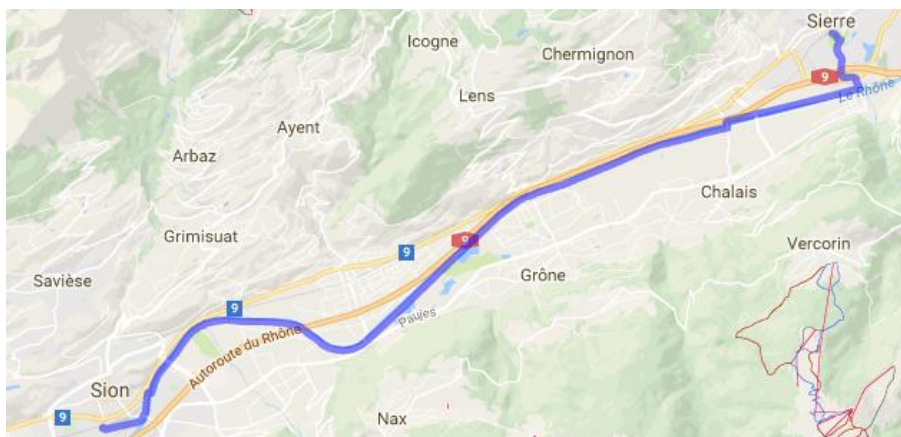 Sierre
Icogne
Chermignon
9
Lens
Le Rhône
Ayent
Arbaz
Chalais
Grimisuat
9
9
Vercorin
Savièse
Grône
9
Pavies
Autoroute du Rhône
Sion
9
Nax